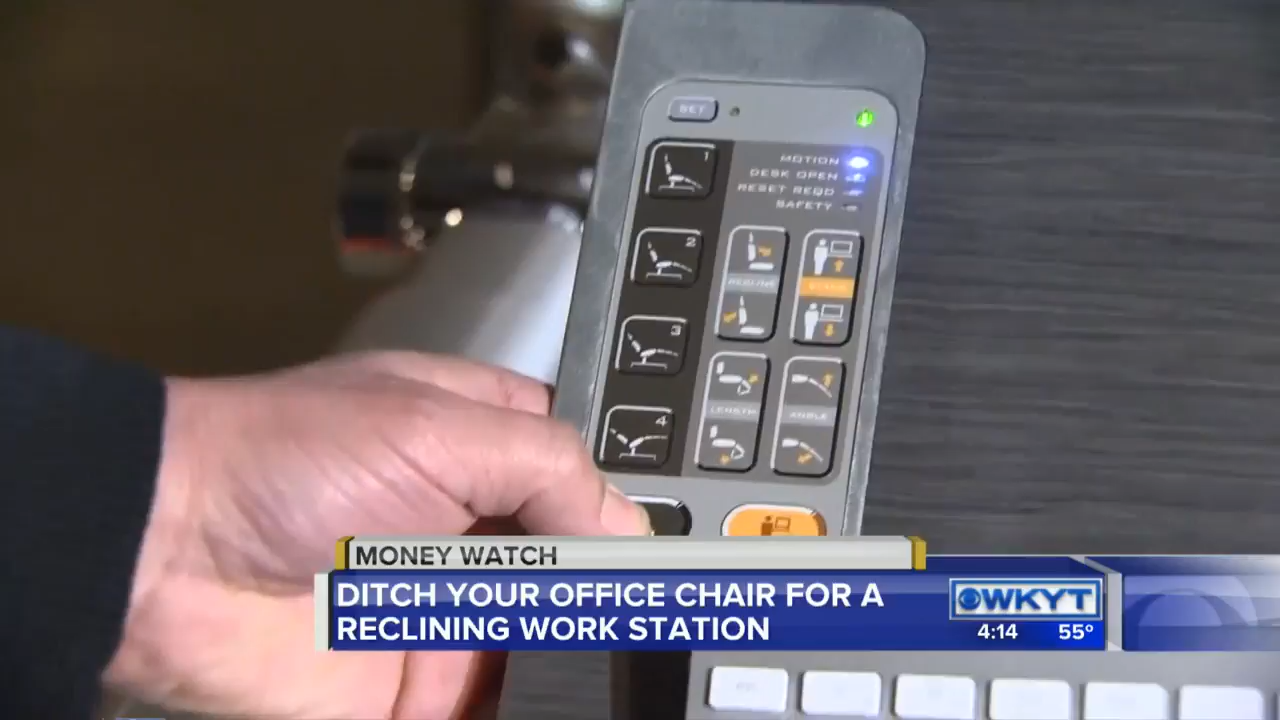 SET
MOTION
DESK OPEN
RESET REQD
SAFETY
1
2
3
4
RECLINE
LENGTH
ANGLE
MONEY WATCH
DITCH YOUR OFFICE CHAIR FOR A
RECLINING WORK STATION
WKYT
4:14 55°